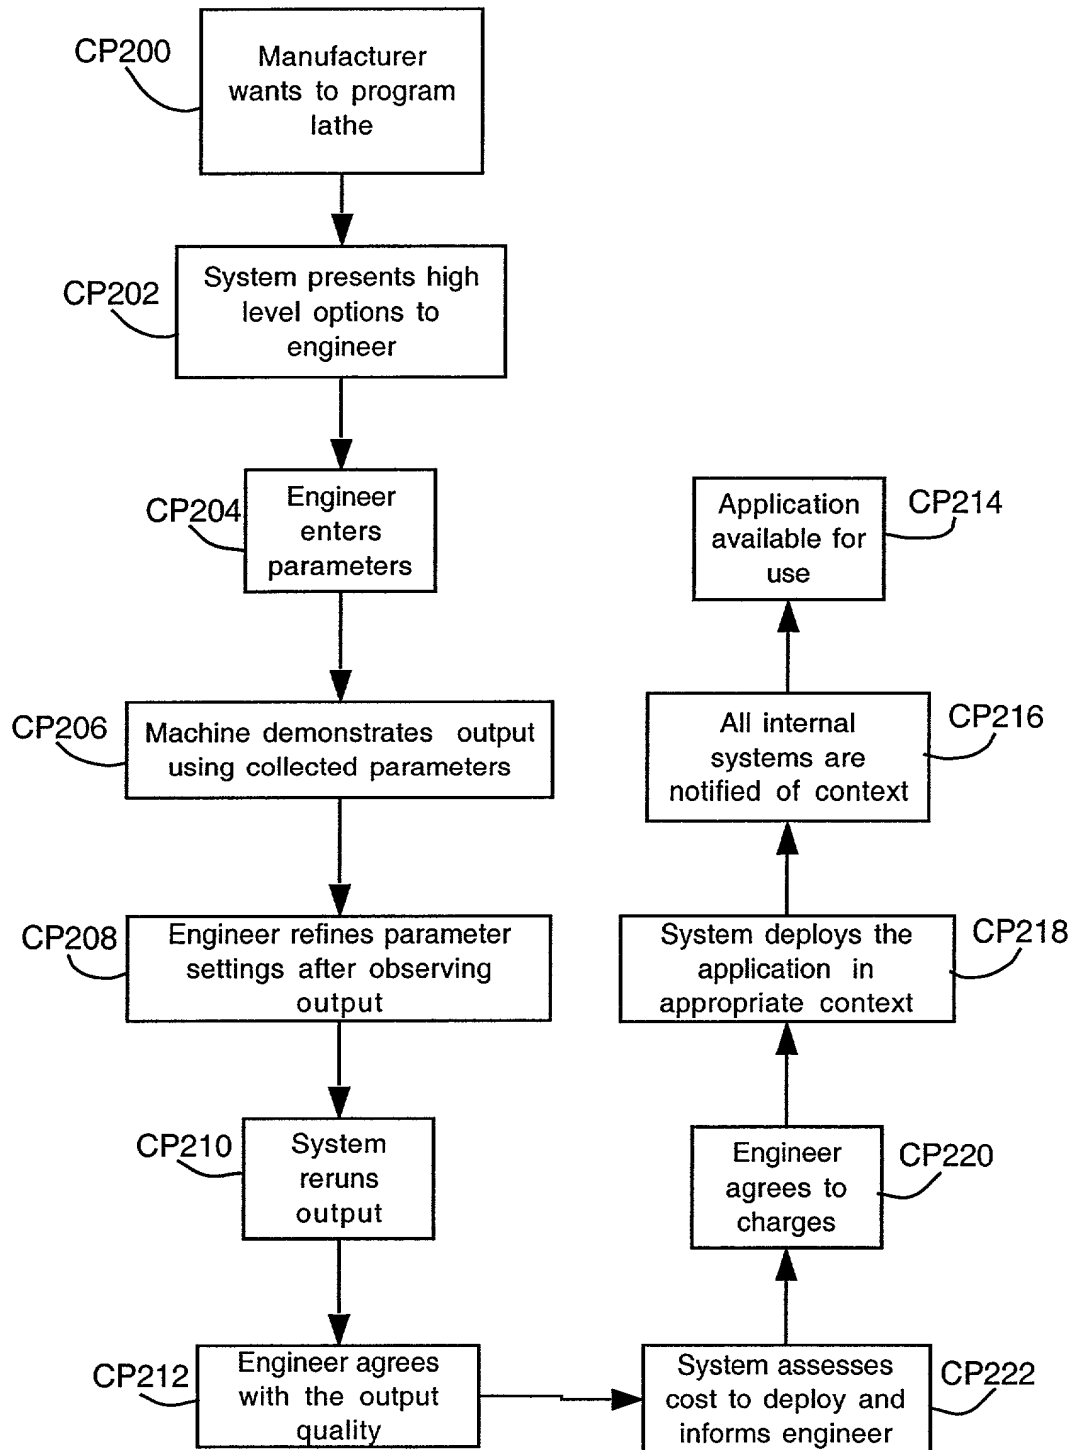 CP200
Manufacturer
wants to program
lathe
CP202
System presents high
level options to
engineer
CP204
Engineer
enters
parameters
CP206
Machine demonstrates output
using collected parameters
CP208
Engineer refines parameter
settings after observing
output
CP210
System
reruns
output
CP212
Engineer agrees
with the output
quality
System assesses
cost to deploy and
informs engineer
CP222
Engineer
agrees to
charges
CP220
System deploys the
application in
appropriate context
CP218
All internal
systems are
notified of context
CP216
Application
available for
use
CP214